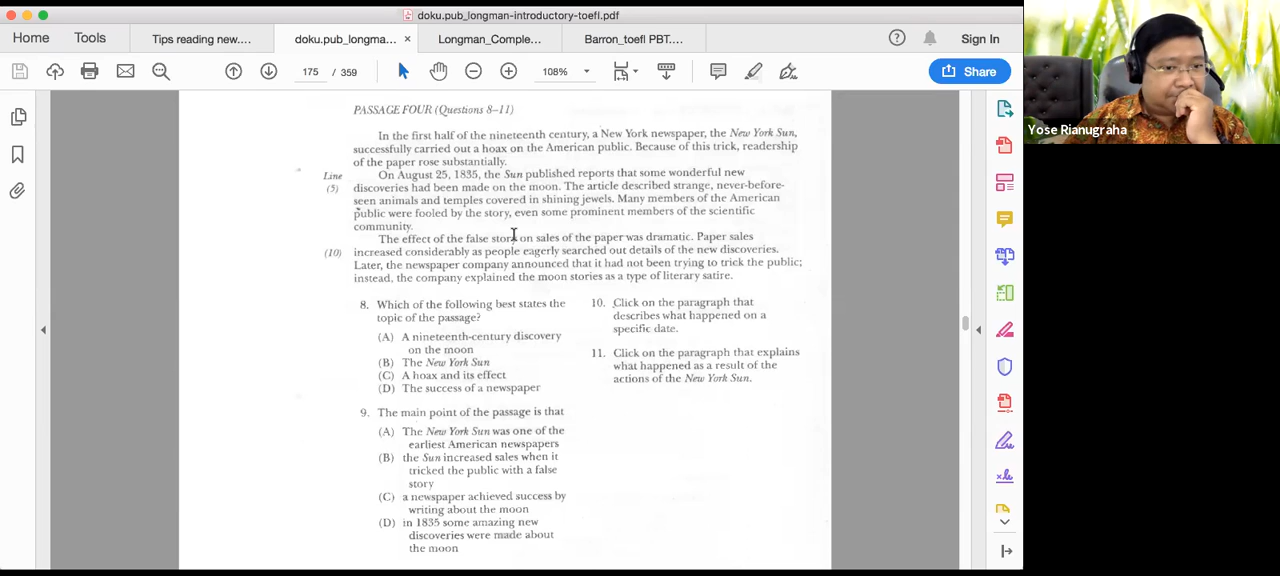 doku.pub_longman-introductory-toefl.pdf
Home
Tools
Tips reading new....
doku.pub_longma...
×
Longman_Comple...
Barron_toefl PBT....
?
Sign In
175 / 359
108%
Share
PASSAGE FOUR (Questions 8–11)
In the first half of the nineteenth century, a New York newspaper, the New York Sun,
successfully carried out a hoax on the American public. Because of this trick, readership
of the paper rose substantially.
Line On August 25, 1835, the Sun published reports that some wonderful new
(5) discoveries had been made on the moon. The article described strange, never-before-
seen animals and temples covered in shining jewels. Many members of the American
public were fooled by the story, even some prominent members of the scientific
community.
The effect of the false story on sales of the paper was dramatic. Paper sales
(10) increased considerably as people eagerly searched out details of the new discoveries.
Later, the newspaper company announced that it had not been trying to trick the public;
instead, the company explained the moon stories as a type of literary satire.
8. Which of the following best states the
topic of the passage?
(A) A nineteenth-century discovery
on the moon
(B) The New York Sun
(C) A hoax and its effect
(D) The success of a newspaper
9. The main point of the passage is that
(A) The New York Sun was one of the
earliest American newspapers
(B) the Sun increased sales when it
tricked the public with a false
story
(C) a newspaper achieved success by
writing about the moon
(D) in 1835 some amazing new
discoveries were made about
the moon
10. Click on the paragraph that
describes what happened on a
specific date.
11. Click on the paragraph that explains
what happened as a result of the
actions of the New York Sun.
Yose Rianugraha